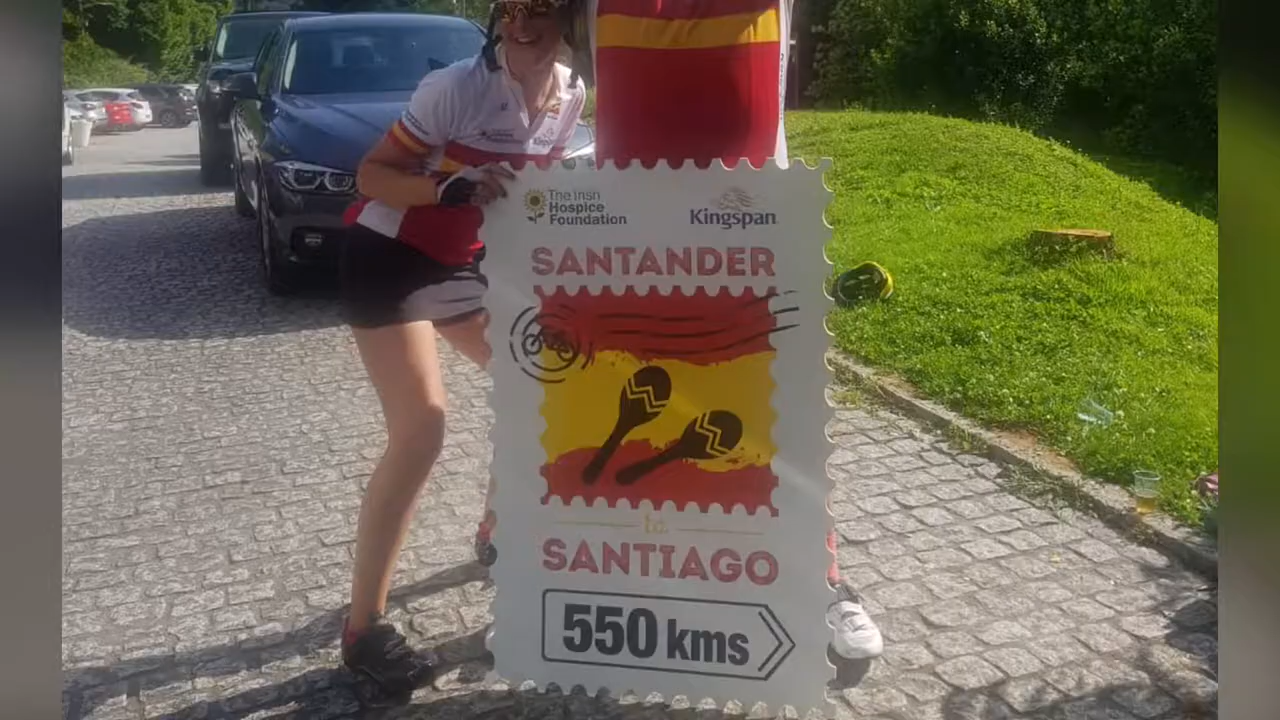 The Irish
Hospice
Foundation
Kingspan
SANTANDER
to
SANTIAGO
550 kms